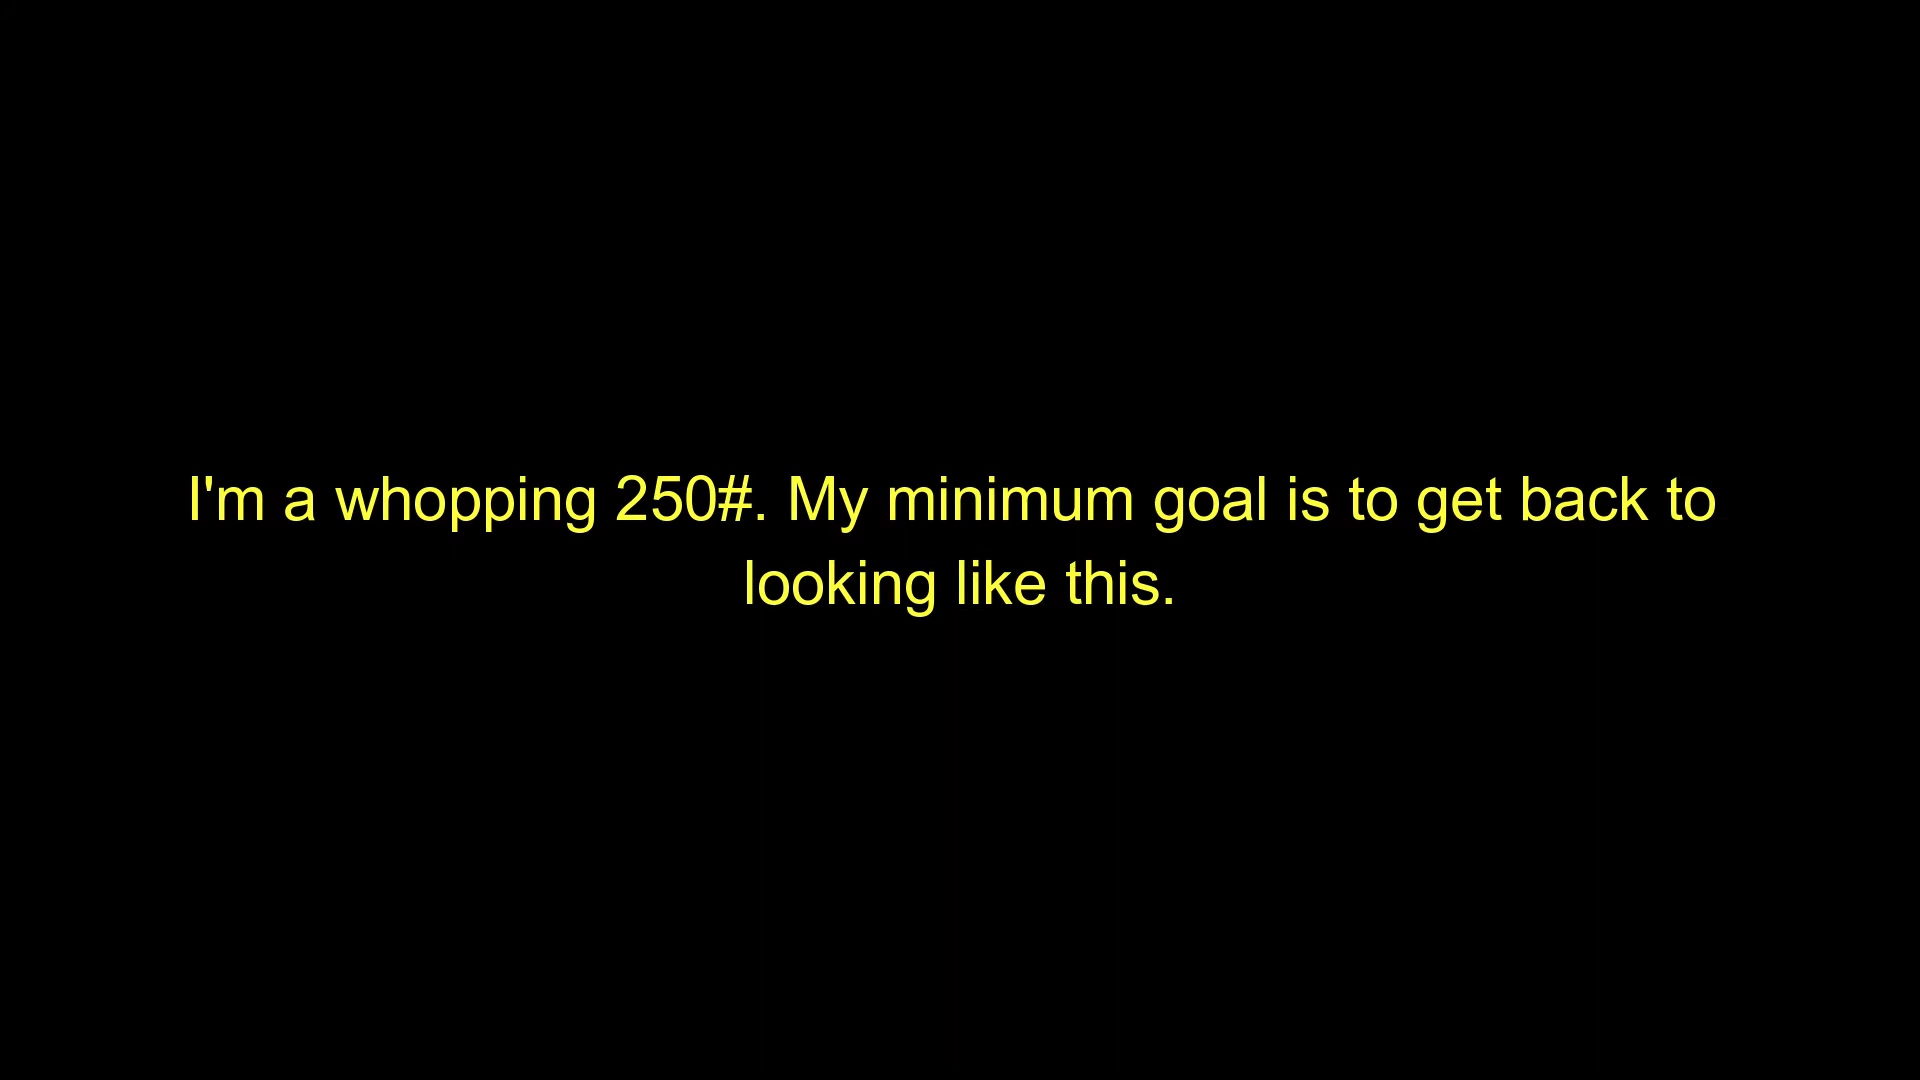 I'm a whopping 250#. My minimum goal is to get back to
looking like this.